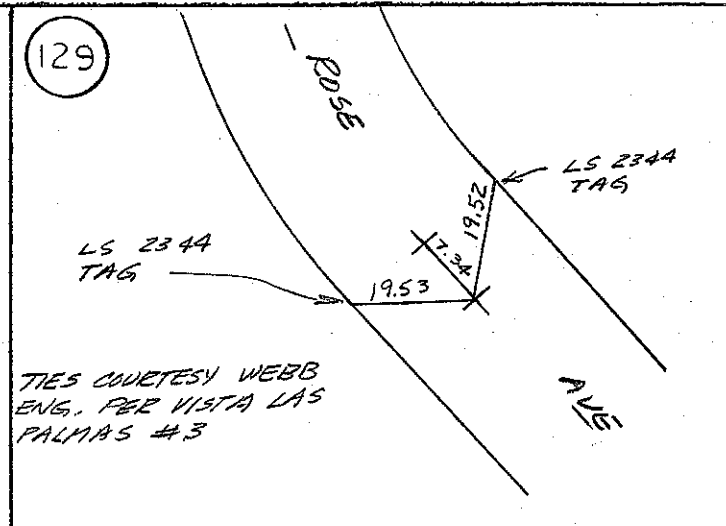 129
- ROSE
LS 2344
TAG
19.52
17.34
LS 2344
TAG
19.53
AVE
TIES COURTESY WEBB
ENG. PER VISTA LAS
PALMAS #3